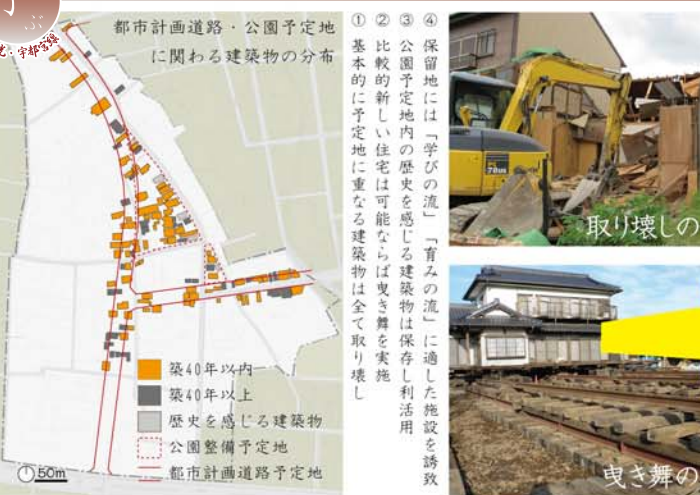 ぶ
都市計画道路・公園予定地
に関わる建築物の分布
築40年以内
築40年以上
歴史を感じる建築物
公園整備予定地
都市計画道路予定地
50m
① 基本的に予定地に重なる建築物は全て取り壊し
② 比較的新しい住宅は可能ならば曳き舞を実施
③ 公園予定地内の歴史を感じる建築物は保存し利活用
④ 保留地には「学びの流」「育みの流」に適した施設を誘致
取り壊しの
曳き舞の